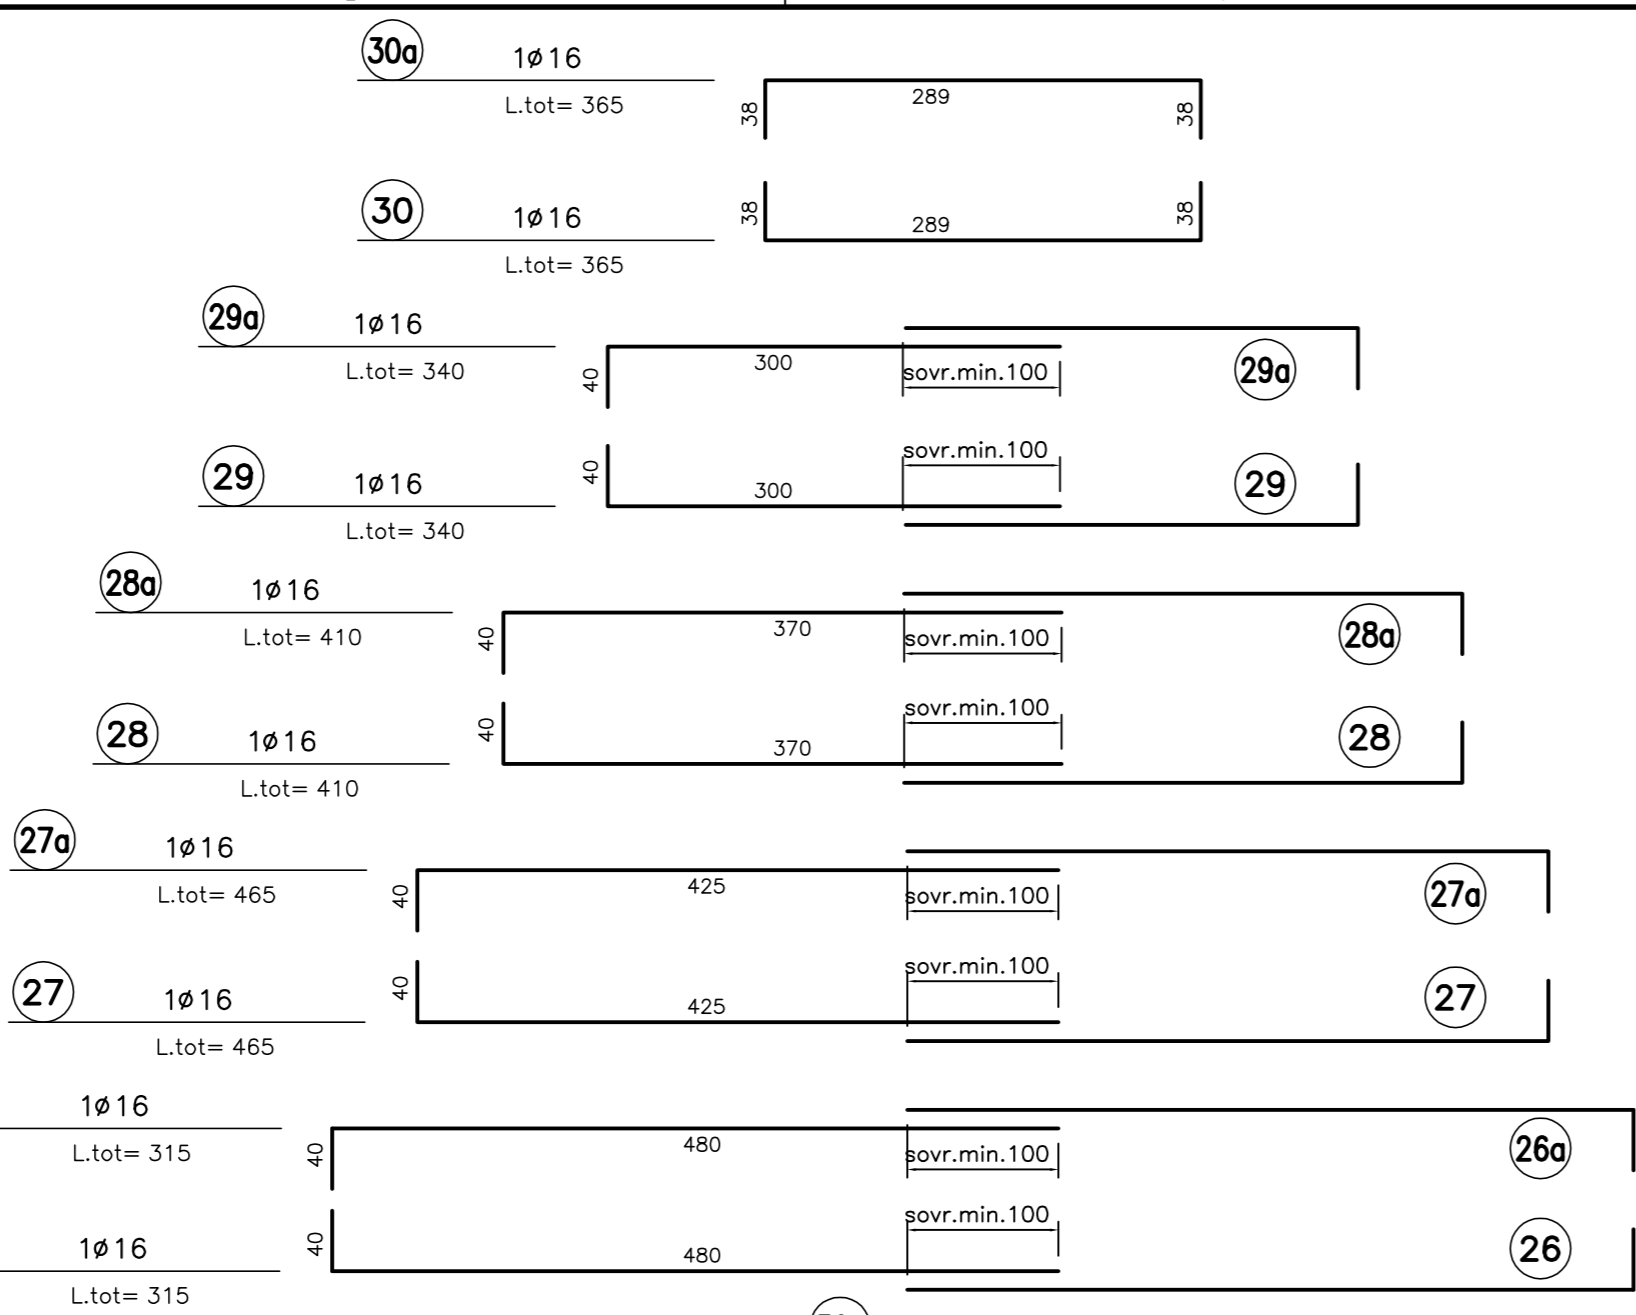 30a 1ø16
L.tot= 365
38 289 38
30 1ø16
L.tot= 365
38 289 38
29a 1ø16
L.tot= 340
40 300 sovr.min.100 29a
29 1ø16
L.tot= 340
40 300 sovr.min.100 29
28a 1ø16
L.tot= 410
40 370 sovr.min.100 28a
28 1ø16
L.tot= 410
40 370 sovr.min.100 28
27a 1ø16
L.tot= 465
40 425 sovr.min.100 27a
27 1ø16
L.tot= 465
40 425 sovr.min.100 27
1ø16
L.tot= 315
40 480 sovr.min.100 26a
1ø16
L.tot= 315
40 480 sovr.min.100 26